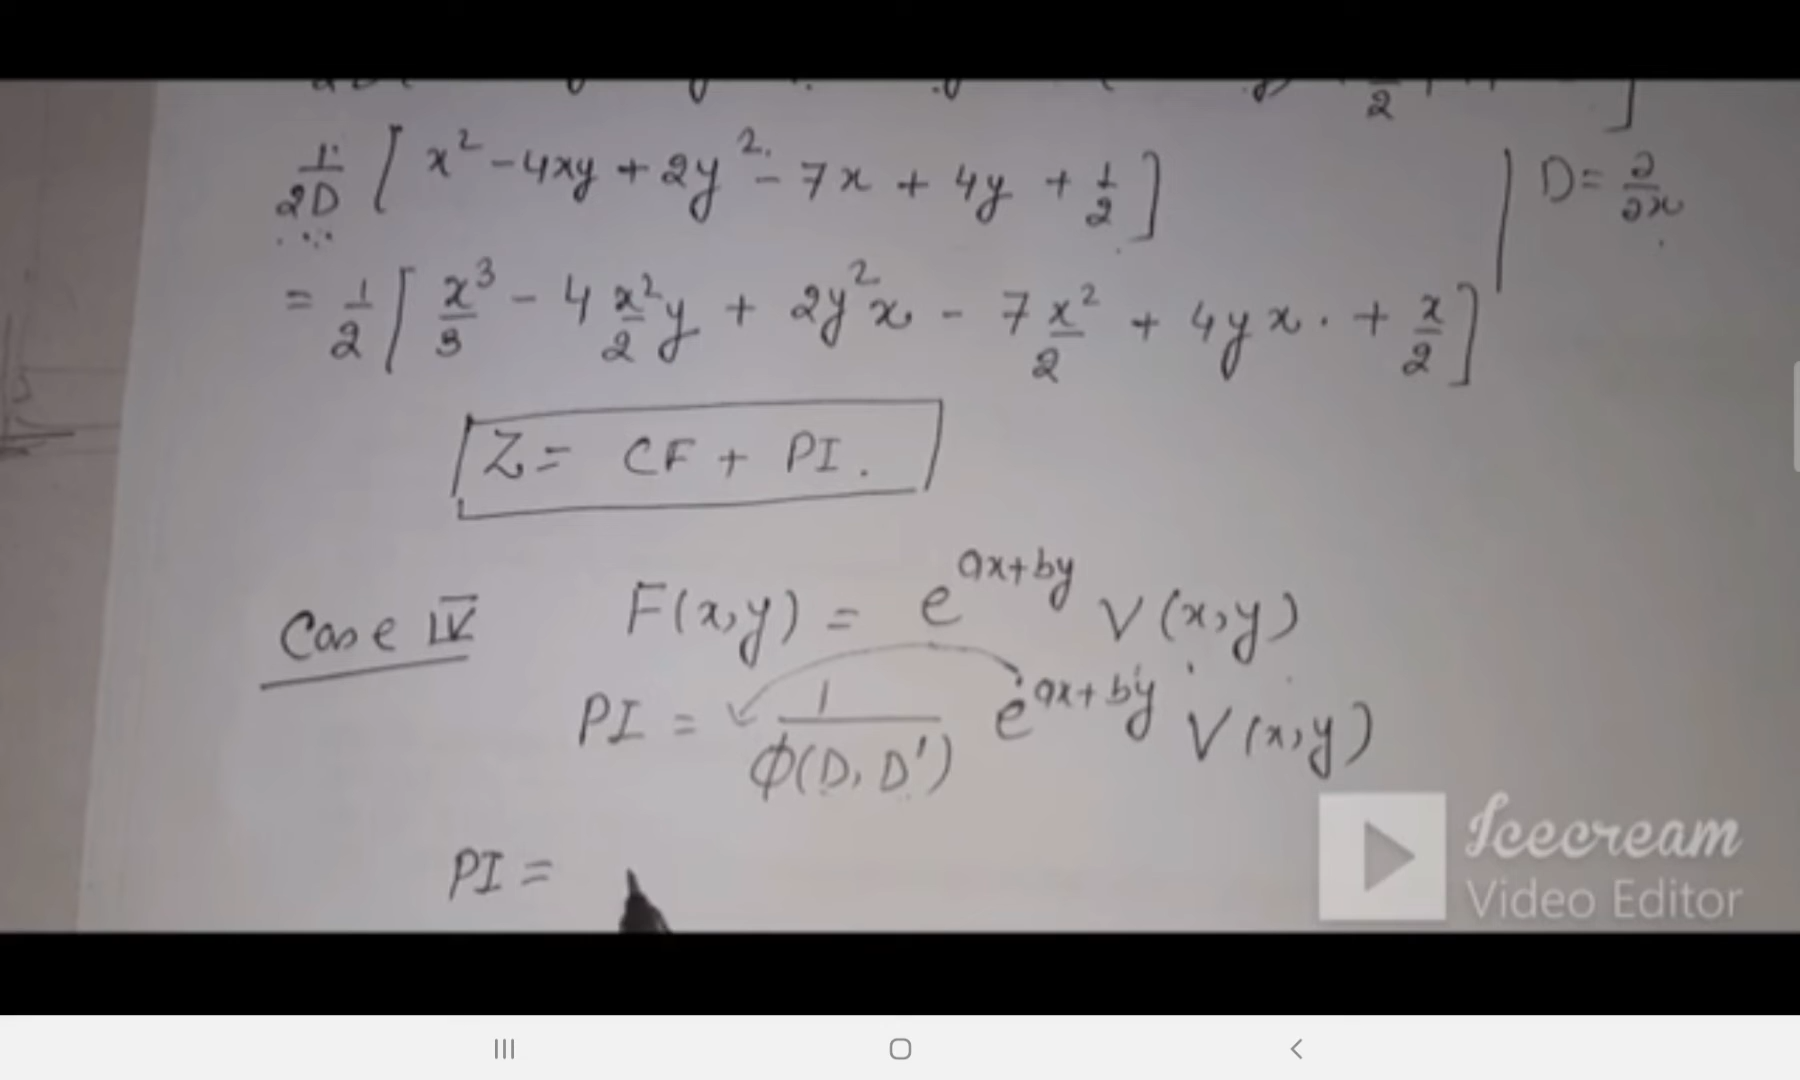 1/2D [ x² - 4xy + 2y² - 7x + 4y + 1/2 ] | D = ∂/∂x
= 1/2 [ x³/3 - 4 x²/2 y + 2y²x - 7 x²/2 + 4yx · + x/2 ]
Z = CF + PI.
Case IV F(x,y) = e^{ax+by} V(x,y)
PI = 1/ϕ(D, D') e^{ax+by} V(x,y)
PI =
Icecream
Video Editor